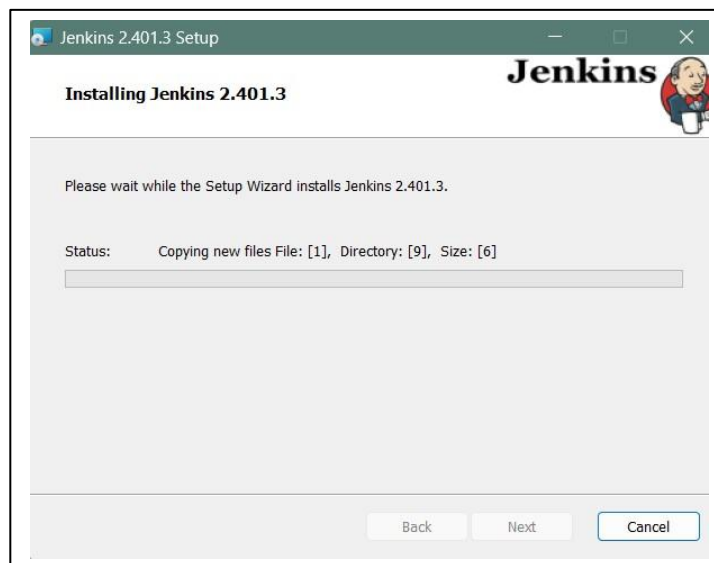 Jenkins 2.401.3 Setup
Jenkins
Installing Jenkins 2.401.3
Please wait while the Setup Wizard installs Jenkins 2.401.3.
Status: Copying new files File: [1], Directory: [9], Size: [6]
Back Next Cancel